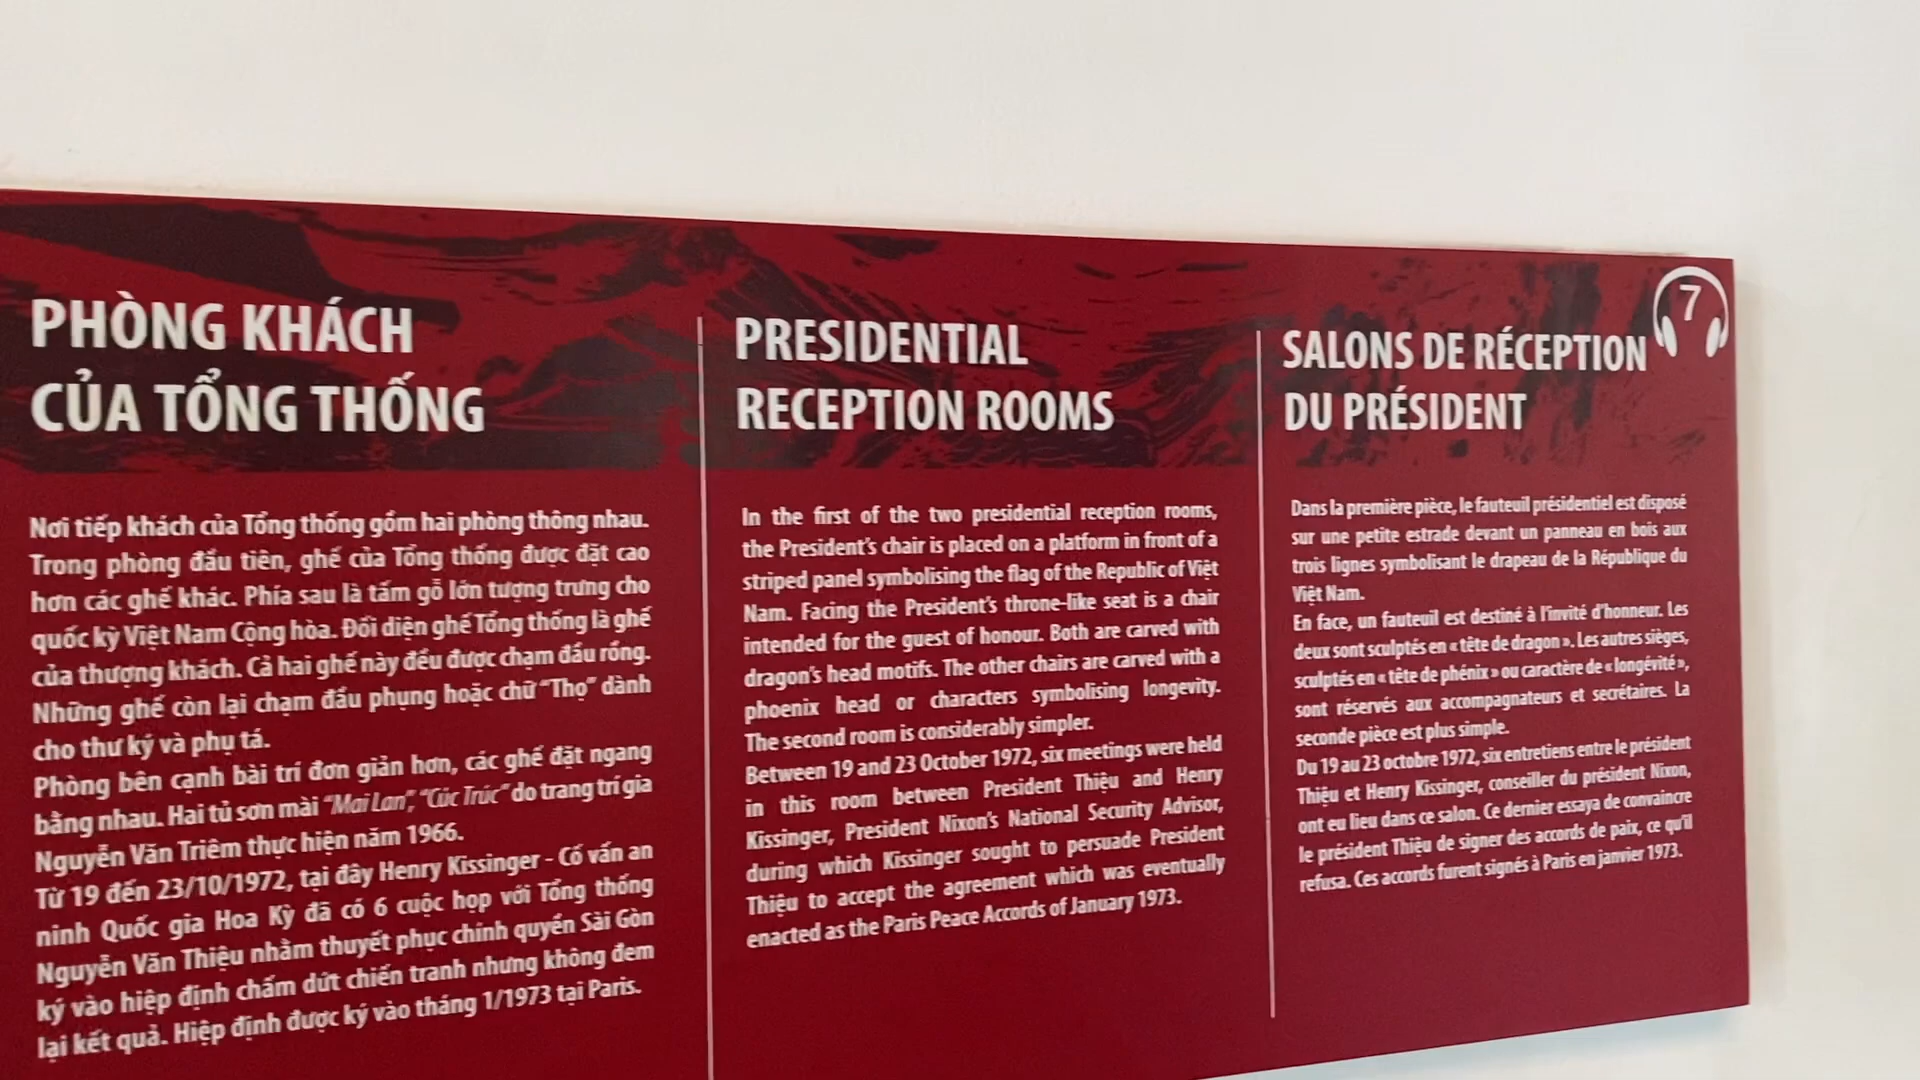 PHÒNG KHÁCH
CỦA TỔNG THỐNG
Nơi tiếp khách của Tổng thống gồm hai phòng thông nhau.
Trong phòng đầu tiên, ghế của Tổng thống được đặt cao
hơn các ghế khác. Phía sau là tấm gỗ lớn tượng trưng cho
quốc kỳ Việt Nam Cộng hòa. Đối diện ghế Tổng thống là ghế
của thượng khách. Cả hai ghế này đều được chạm đầu rồng.
Những ghế còn lại chạm đầu phụng hoặc chữ “Thọ” dành
cho thư ký và phụ tá.
Phòng bên cạnh bài trí đơn giản hơn, các ghế đặt ngang
bằng nhau. Hai tủ sơn mài “Mai Lan”, “Cúc Trúc” do trang trí gia
Nguyễn Văn Triêm thực hiện năm 1966.
Từ 19 đến 23/10/1972, tại đây Henry Kissinger - Cố vấn an
ninh Quốc gia Hoa Kỳ đã có 6 cuộc họp với Tổng thống
Nguyễn Văn Thiệu nhằm thuyết phục chính quyền Sài Gòn
ký vào hiệp định chấm dứt chiến tranh nhưng không đem
lại kết quả. Hiệp định được ký vào tháng 1/1973 tại Paris.
PRESIDENTIAL
RECEPTION ROOMS
In the first of the two presidential reception rooms,
the President’s chair is placed on a platform in front of a
striped panel symbolising the flag of the Republic of Việt
Nam. Facing the President’s throne-like seat is a chair
intended for the guest of honour. Both are carved with
dragon’s head motifs. The other chairs are carved with a
phoenix head or characters symbolising longevity.
The second room is considerably simpler.
Between 19 and 23 October 1972, six meetings were held
in this room between President Thiệu and Henry
Kissinger, President Nixon’s National Security Advisor,
during which Kissinger sought to persuade President
Thiệu to accept the agreement which was eventually
enacted as the Paris Peace Accords of January 1973.
7
SALONS DE RÉCEPTION
DU PRÉSIDENT
Dans la première pièce, le fauteuil présidentiel est disposé
sur une petite estrade devant un panneau en bois aux
trois lignes symbolisant le drapeau de la République du
Việt Nam.
En face, un fauteuil est destiné à l’invité d’honneur. Les
deux sont sculptés en « tête de dragon ». Les autres sièges,
sculptés en « tête de phénix » ou caractère de « longévité »,
sont réservés aux accompagnateurs et secrétaires. La
seconde pièce est plus simple.
Du 19 au 23 octobre 1972, six entretiens entre le président
Thiệu et Henry Kissinger, conseiller du président Nixon,
ont eu lieu dans ce salon. Ce dernier essaya de convaincre
le président Thiệu de signer des accords de paix, ce qu’il
refusa. Ces accords furent signés à Paris en janvier 1973.